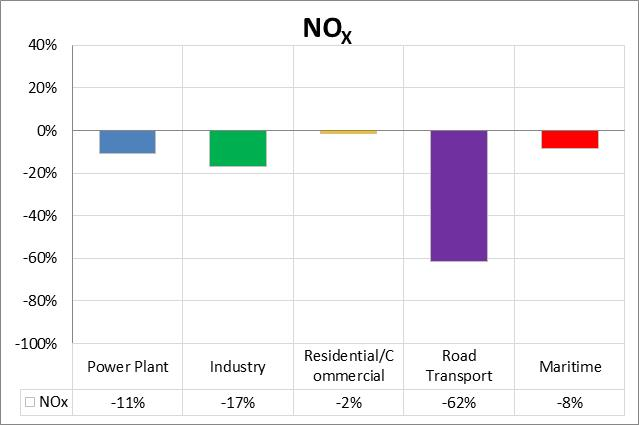 NOX
40%
20%
0%
-20%
-40%
-60%
-80%
-100%
Power Plant Industry Residential/C Road Maritime
ommercial Transport
NOx -11% -17% -2% -62% -8%